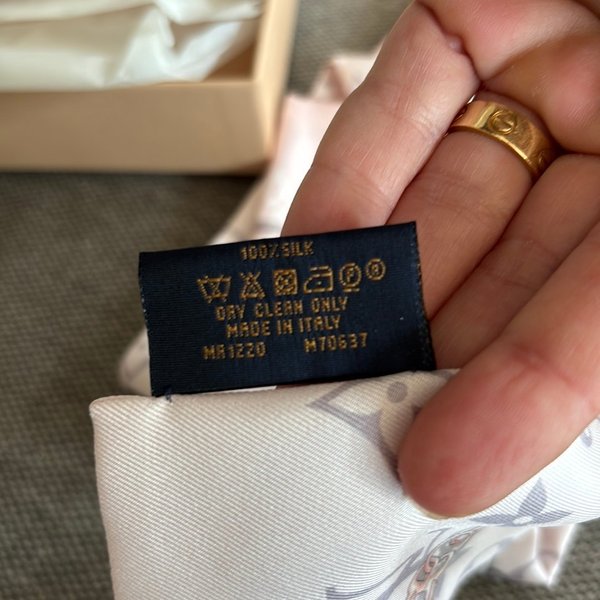 100% SILK
DRY CLEAN ONLY
MADE IN ITALY
MR1220 M70637